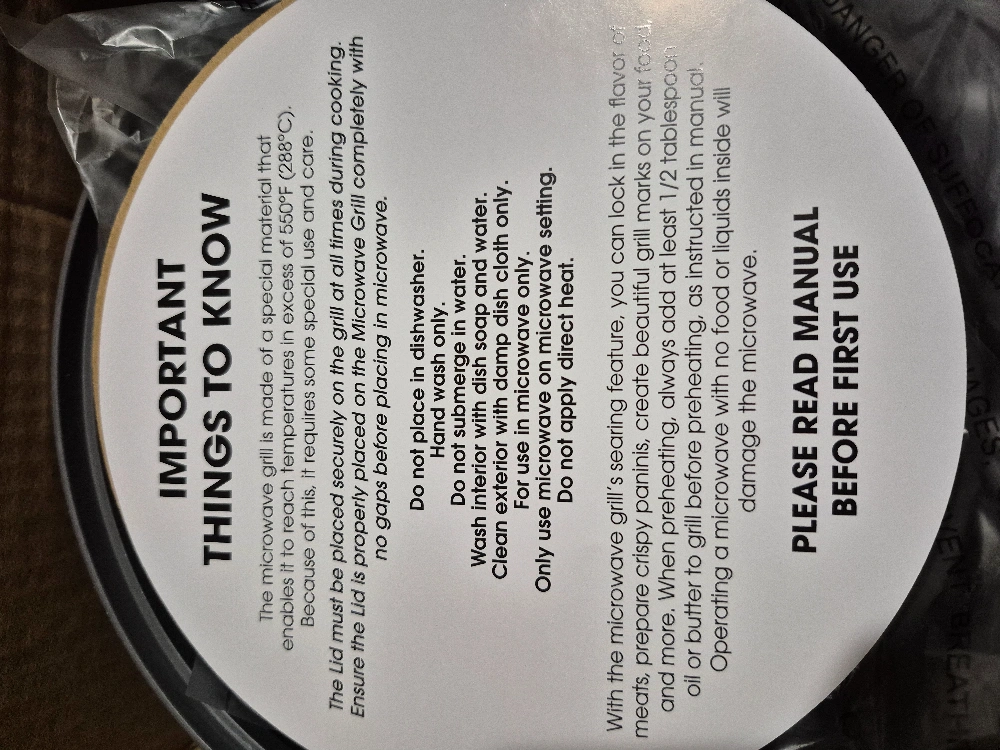 IMPORTANT
THINGS TO KNOW
The microwave grill is made of a special material that
enables it to reach temperatures in excess of 550°F (288°C).
Because of this, it requires some special use and care.
The Lid must be placed securely on the grill at all times during cooking.
Ensure the Lid is properly placed on the Microwave Grill completely with
no gaps before placing in microwave.
Do not place in dishwasher.
Hand wash only.
Do not submerge in water.
Wash interior with dish soap and water.
Clean exterior with damp dish cloth only.
For use in microwave only.
Only use microwave on microwave setting.
Do not apply direct heat.
With the microwave grill's searing feature, you can lock in the flavor of
meats, prepare crispy paninis, create beautiful grill marks on your food,
and more. When preheating, always add at least 1/2 tablespoon
oil or butter to grill before preheating, as instructed in manual.
Operating a microwave with no food or liquids inside will
damage the microwave.
PLEASE READ MANUAL
BEFORE FIRST USE
DANGER OF SUFFOCA